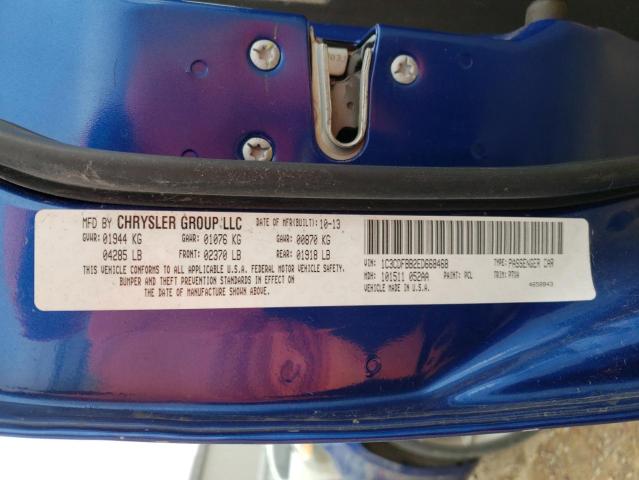 MFD BY CHRYSLER GROUP LLC DATE OF MFR(BUILT): 10-13
GVWR: 01944 KG GAWR: 01076 KG GAWR: 00870 KG
04285 LB FRONT: 02370 LB REAR: 01918 LB
THIS VEHICLE CONFORMS TO ALL APPLICABLE U.S.A. FEDERAL MOTOR VEHICLE SAFETY,
BUMPER AND THEFT PREVENTION STANDARDS IN EFFECT ON
THE DATE OF MANUFACTURE SHOWN ABOVE.
VIN: 1C3CDFBB2ED668468 TYPE: PASSENGER CAR
MDH: 101511 052AA PAINT: PCL TRIM:
VEHICLE MADE IN U.S.A. 4658043